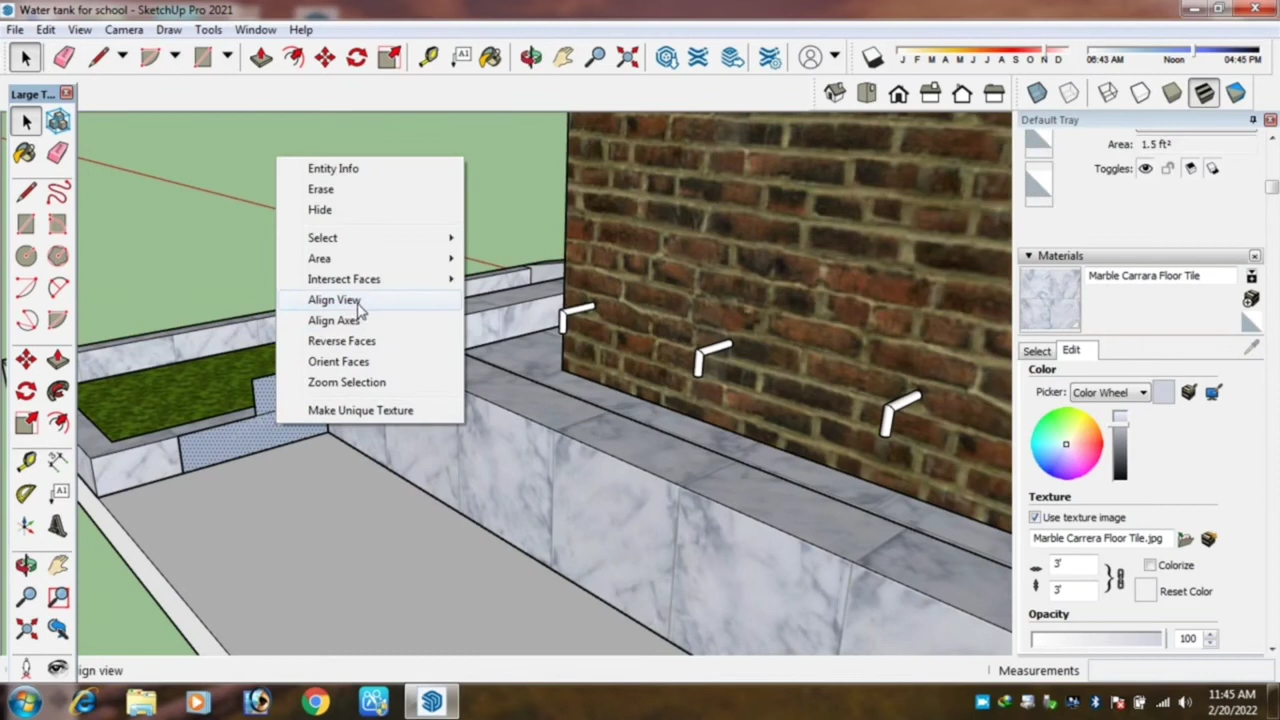 Water tank for school - SketchUp Pro 2021
File Edit View Camera Draw Tools Window Help
A1
J F M A M J J A S O N D
06:43 AM Noon 04:45 PM
Large T...
Default Tray
Area: 1.5 ft²
Toggles:
Entity Info
Erase
Hide
Select
Area
Intersect Faces
Align View
Align Axes
Reverse Faces
Orient Faces
Zoom Selection
Make Unique Texture
Materials
Marble Carrara Floor Tile
Select Edit
Color
Picker: Color Wheel
Texture
Use texture image
Marble Carrera Floor Tile.jpg
3'
Colorize
3'
Reset Color
Opacity
100
A1
lign view
Measurements
11:45 AM
2/20/2022